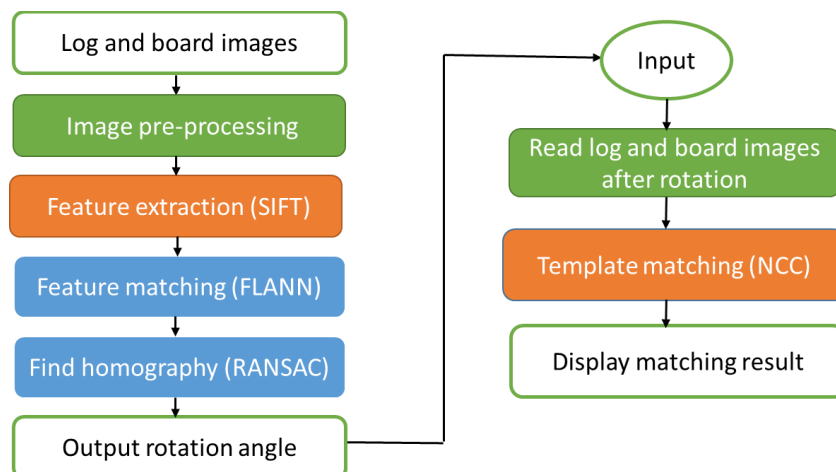 Log and board images
Image pre-processing
Feature extraction (SIFT)
Feature matching (FLANN)
Find homography (RANSAC)
Output rotation angle
Input
Read log and board images
after rotation
Template matching (NCC)
Display matching result